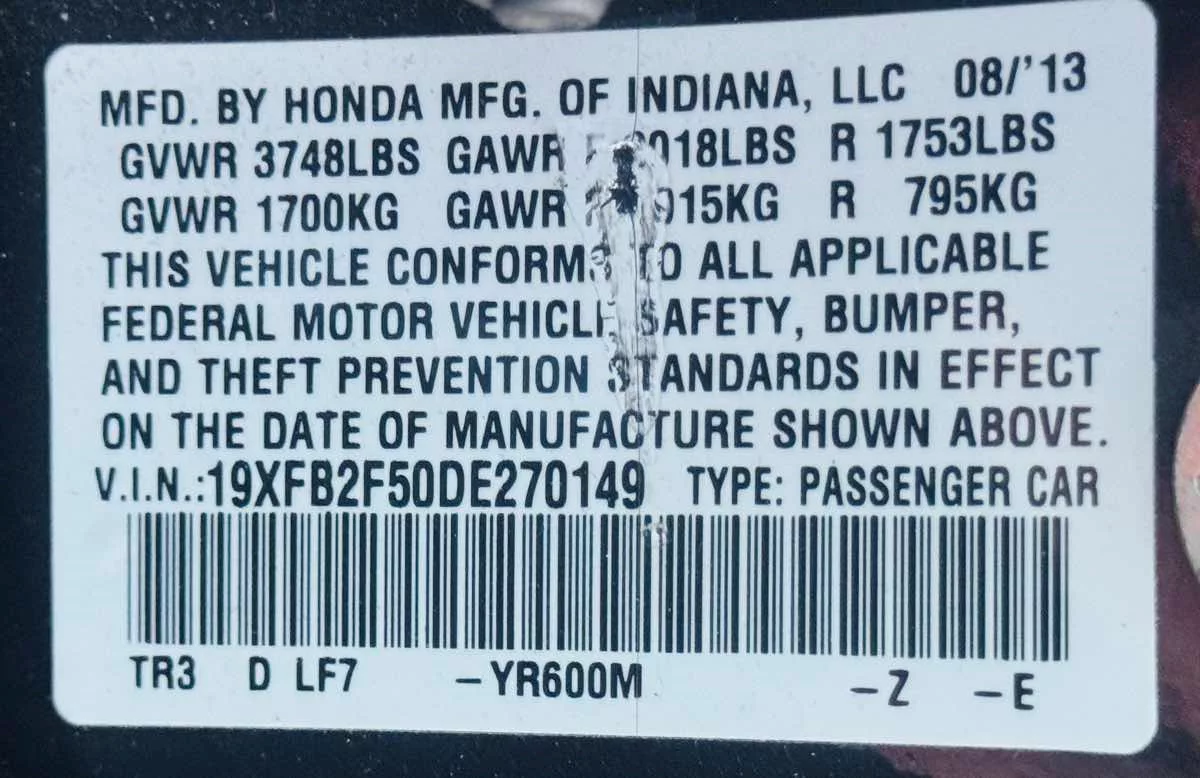 MFD. BY HONDA MFG. OF INDIANA, LLC 08/'13
GVWR 3748LBS GAWR R 1753LBS
GVWR 1700KG GAWR R 795KG
THIS VEHICLE CONFORMS TO ALL APPLICABLE
FEDERAL MOTOR VEHICLE SAFETY, BUMPER,
AND THEFT PREVENTION STANDARDS IN EFFECT
ON THE DATE OF MANUFACTURE SHOWN ABOVE.
V.I.N.:19XFB2F50DE270149 TYPE: PASSENGER CAR
TR3 D LF7 -YR600M -Z -E